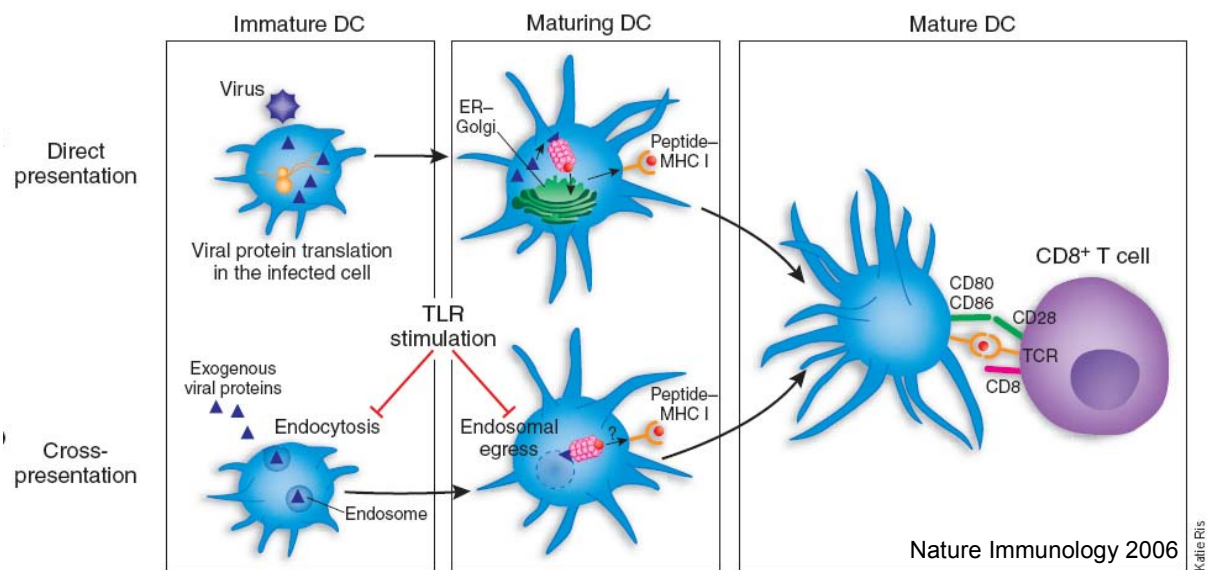 Immature DC
Maturing DC
Mature DC
Direct
presentation
Virus
Viral protein translation
in the infected cell
ER–
Golgi
Peptide–
MHC I
TLR
stimulation
Cross-
presentation
Exogenous
viral proteins
Endocytosis
Endosome
Endosomal
egress
?
Peptide–
MHC I
CD8+ T cell
CD80
CD86
CD28
TCR
CD8
Nature Immunology 2006
Katie Ris